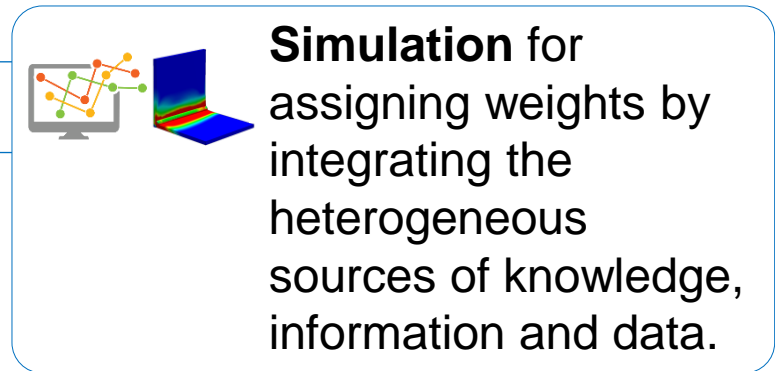 Simulation for
assigning weights by
integrating the
heterogeneous
sources of knowledge,
information and data.